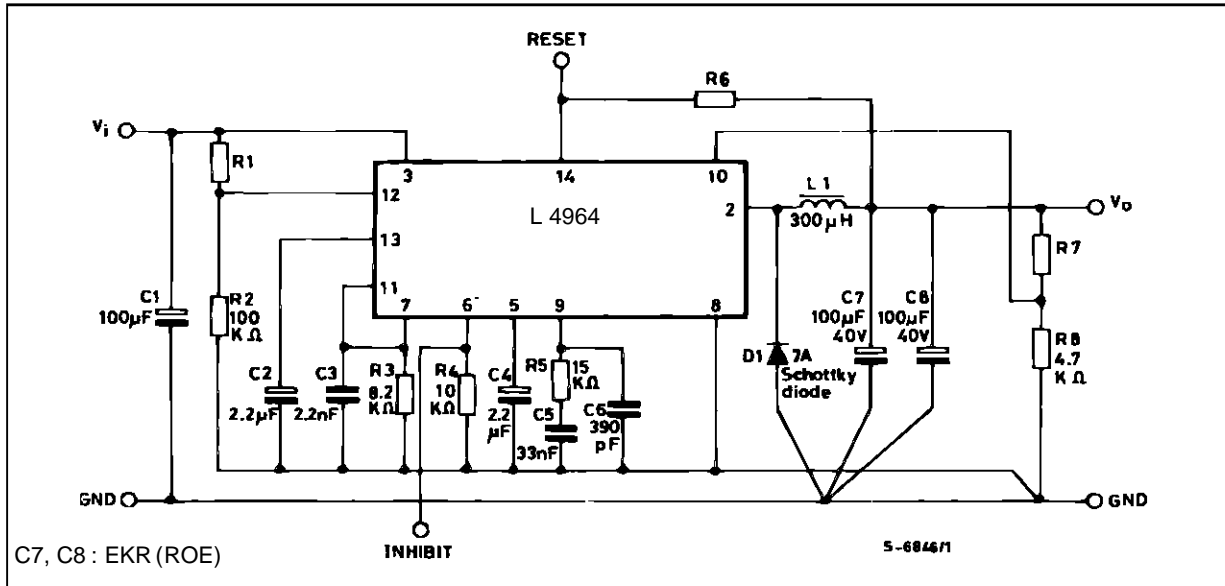 RESET
R6
Vi
R1
3
14
10
12
13
11
L 4964
2
L1
300µH
Vo
R7
7
6
5
9
8
C1
100µF
R2
100
KΩ
C2
2.2µF
C3
2.2nF
R3
8.2
KΩ
R4
10
KΩ
C4
2.2
µF
R5
15
KΩ
C5
33nF
C6
390
pF
D1
7A
Schottky
diode
C7
100µF
40V
C8
100µF
40V
R8
4.7
KΩ
GND
GND
INHIBIT
C7, C8 : EKR (ROE)
S-6846/1